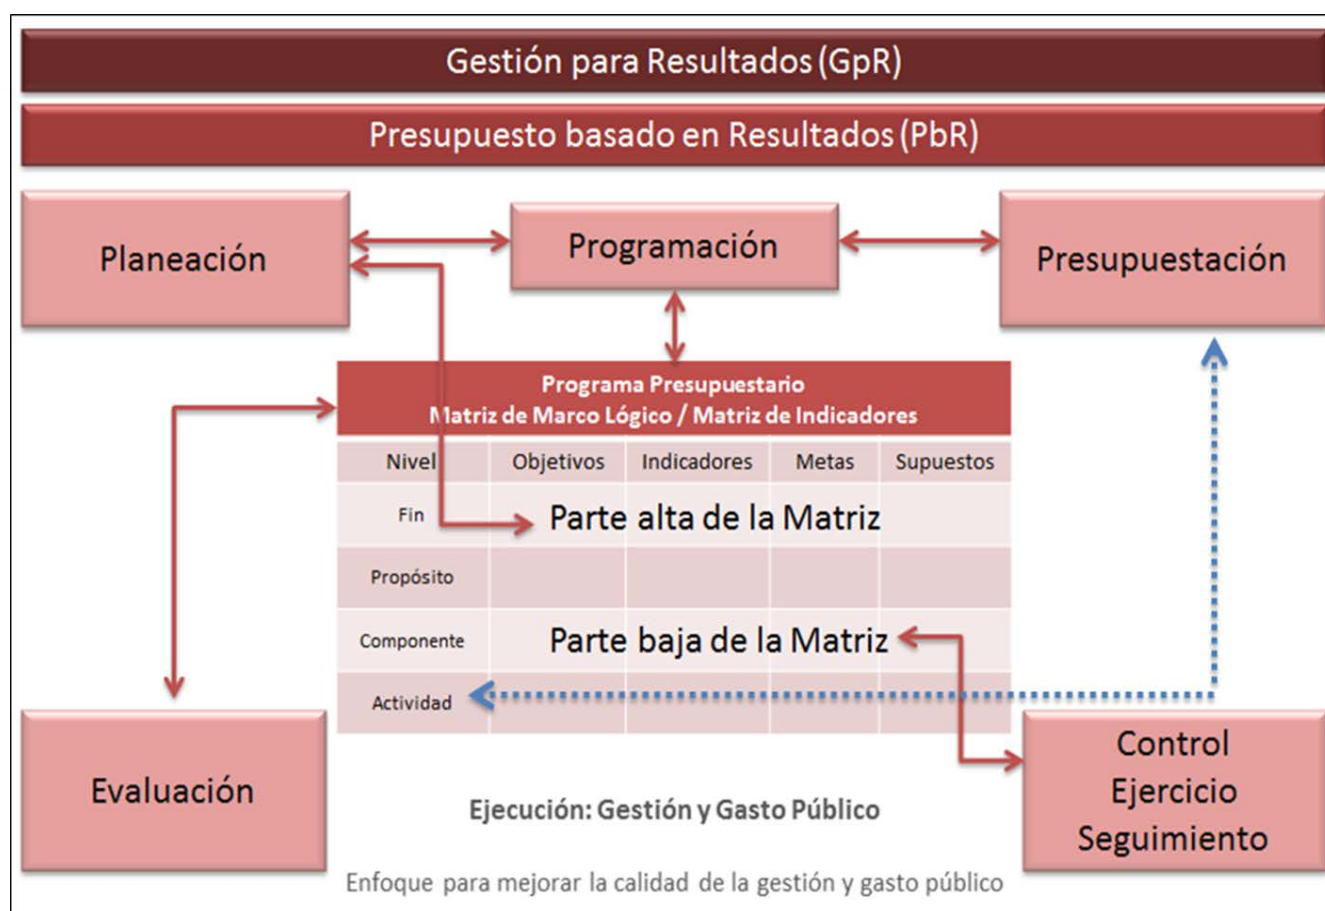 Gestión para Resultados (GpR)
Presupuesto basado en Resultados (PbR)
Planeación
Programación
Presupuestación
Programa Presupuestario
Matriz de Marco Lógico / Matriz de Indicadores
Nivel Objetivos Indicadores Metas Supuestos
Fin
Parte alta de la Matriz
Propósito
Componente
Parte baja de la Matriz
Actividad
Evaluación
Control
Ejercicio
Seguimiento
Ejecución: Gestión y Gasto Público
Enfoque para mejorar la calidad de la gestión y gasto público